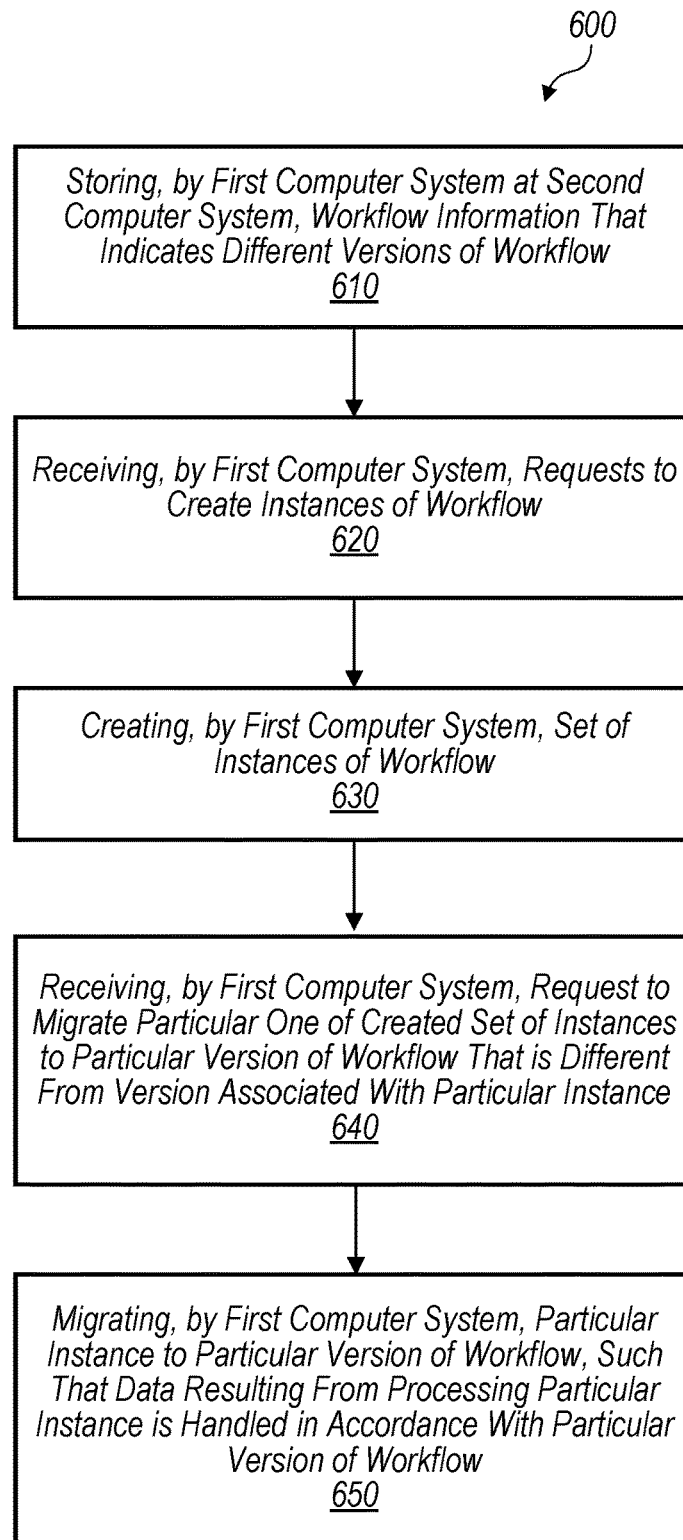 600
Storing, by First Computer System at Second
Computer System, Workflow Information That
Indicates Different Versions of Workflow
610
Receiving, by First Computer System, Requests to
Create Instances of Workflow
620
Creating, by First Computer System, Set of
Instances of Workflow
630
Receiving, by First Computer System, Request to
Migrate Particular One of Created Set of Instances
to Particular Version of Workflow That is Different
From Version Associated With Particular Instance
640
Migrating, by First Computer System, Particular
Instance to Particular Version of Workflow, Such
That Data Resulting From Processing Particular
Instance is Handled in Accordance With Particular
Version of Workflow
650